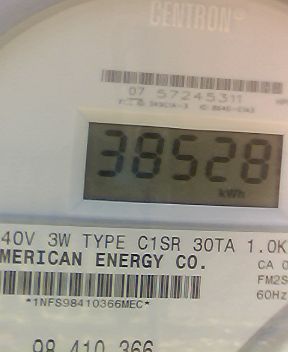 CENTRON
07 57245311
38528
kWh
40V 3W TYPE C1SR 30TA 1.0K
MERICAN ENERGY CO.
CA 0
FM2S
60Hz
*1NFS98410366MEC*
98 410 366